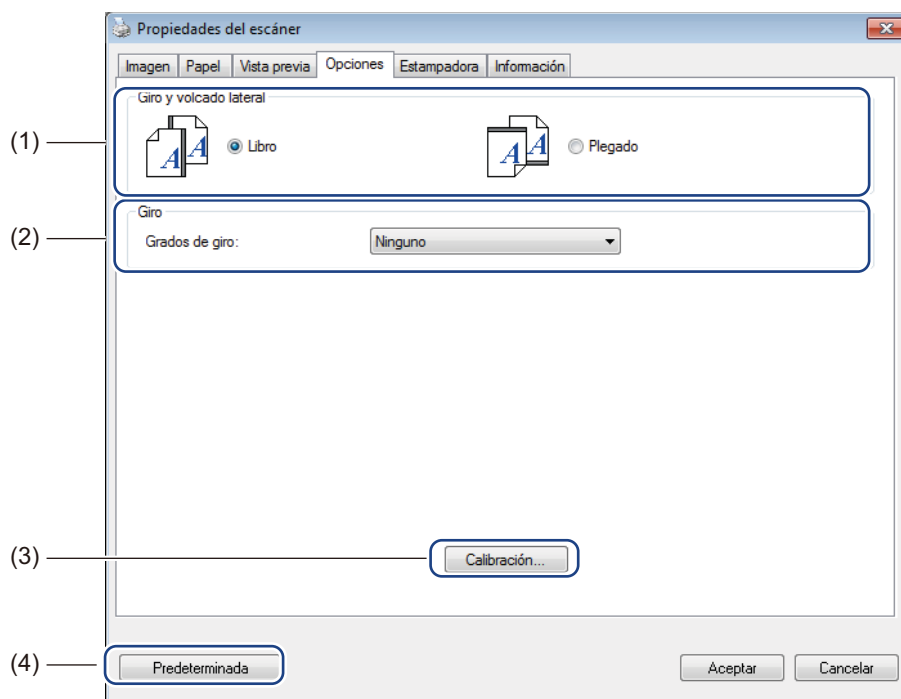 Propiedades del escáner
Imagen Papel Vista previa Opciones Estampadora Información
Giro y volcado lateral
(1) A A Libro A A Plegado
Giro
(2) Grados de giro: Ninguno
(3) Calibración...
(4) Predeterminada Aceptar Cancelar